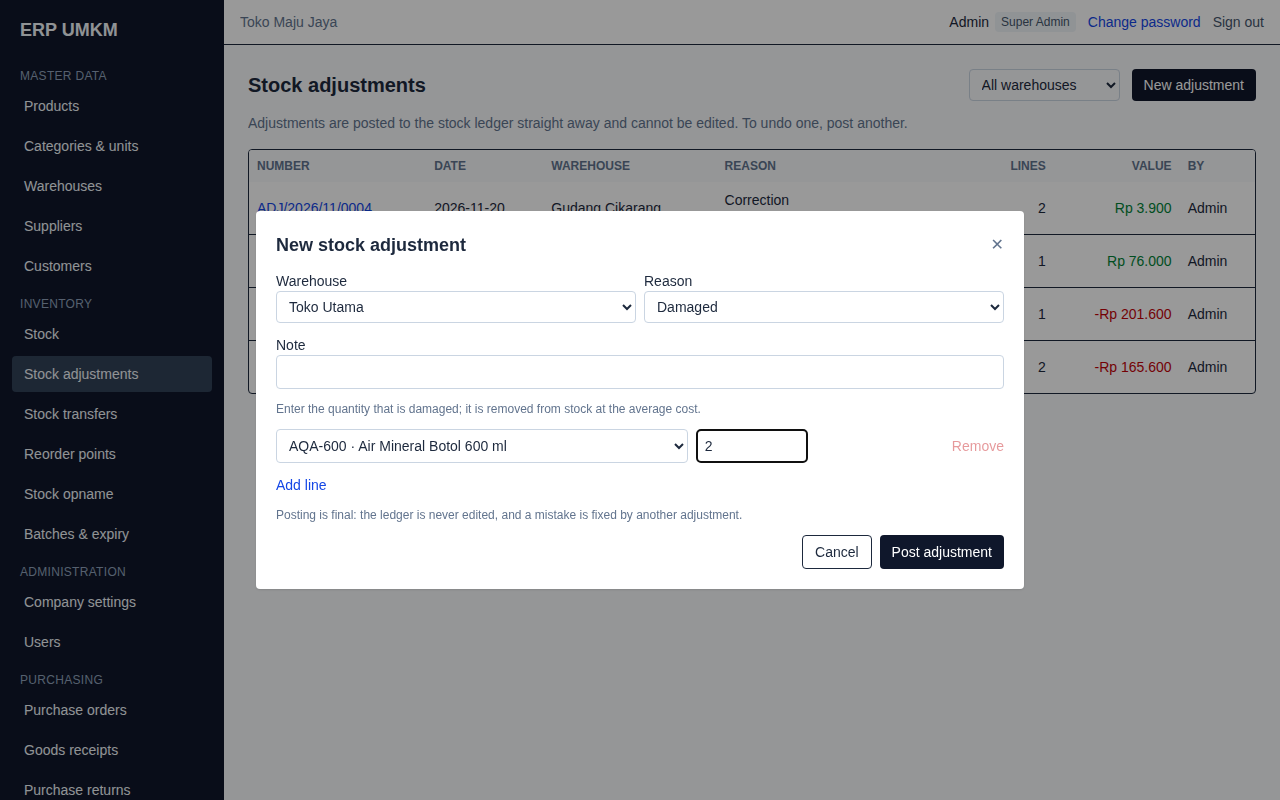 ERP UMKM
MASTER DATA
Products
Categories & units
Warehouses
Suppliers
Customers
INVENTORY
Stock
Stock adjustments
Stock transfers
Reorder points
Stock opname
Batches & expiry
ADMINISTRATION
Company settings
Users
PURCHASING
Purchase orders
Goods receipts
Purchase returns
Toko Maju Jaya
Admin Super Admin Change password Sign out
Stock adjustments
All warehouses
New adjustment
Adjustments are posted to the stock ledger straight away and cannot be edited. To undo one, post another.
NUMBER DATE WAREHOUSE REASON LINES VALUE BY
ADJ/2026/11/0004 2026-11-20 Gudang Cikarang Correction 2 Rp 3.900 Admin
1 Rp 76.000 Admin
1 -Rp 201.600 Admin
2 -Rp 165.600 Admin
New stock adjustment
×
Warehouse Reason
Toko Utama Damaged
Note
Enter the quantity that is damaged; it is removed from stock at the average cost.
AQA-600 · Air Mineral Botol 600 ml 2 Remove
Add line
Posting is final: the ledger is never edited, and a mistake is fixed by another adjustment.
Cancel Post adjustment